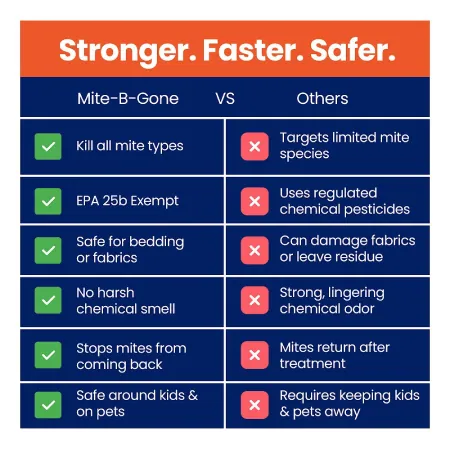 Stronger. Faster. Safer.
Mite-B-Gone VS Others
Kill all mite types
Targets limited mite
species
EPA 25b Exempt
Uses regulated
chemical pesticides
Safe for bedding
or fabrics
Can damage fabrics
or leave residue
No harsh
chemical smell
Strong, lingering
chemical odor
Stops mites from
coming back
Mites return after
treatment
Safe around kids &
on pets
Requires keeping kids
& pets away